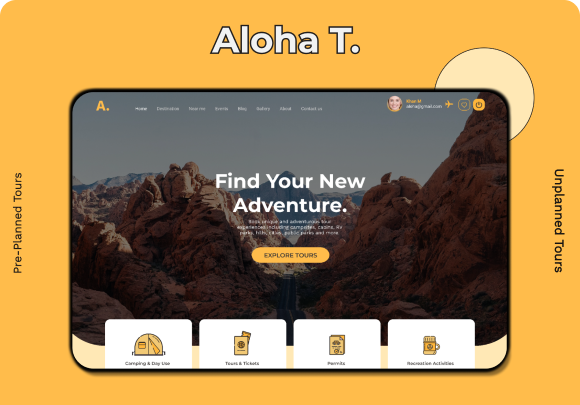 Aloha T.
A.
Home Destination Near me Events Blog Gallery About Contact us
Khan M
aloha@gmail.com
Find Your New
Adventure.
Book unique and adventurous tour
experiences including campsites, cabins, RV
parks, hills, cities, public parks and more.
EXPLORE TOURS
Camping & Day Use
Tours & Tickets
Permits
Recreation Activities
Pre-Planned Tours
Unplanned Tours